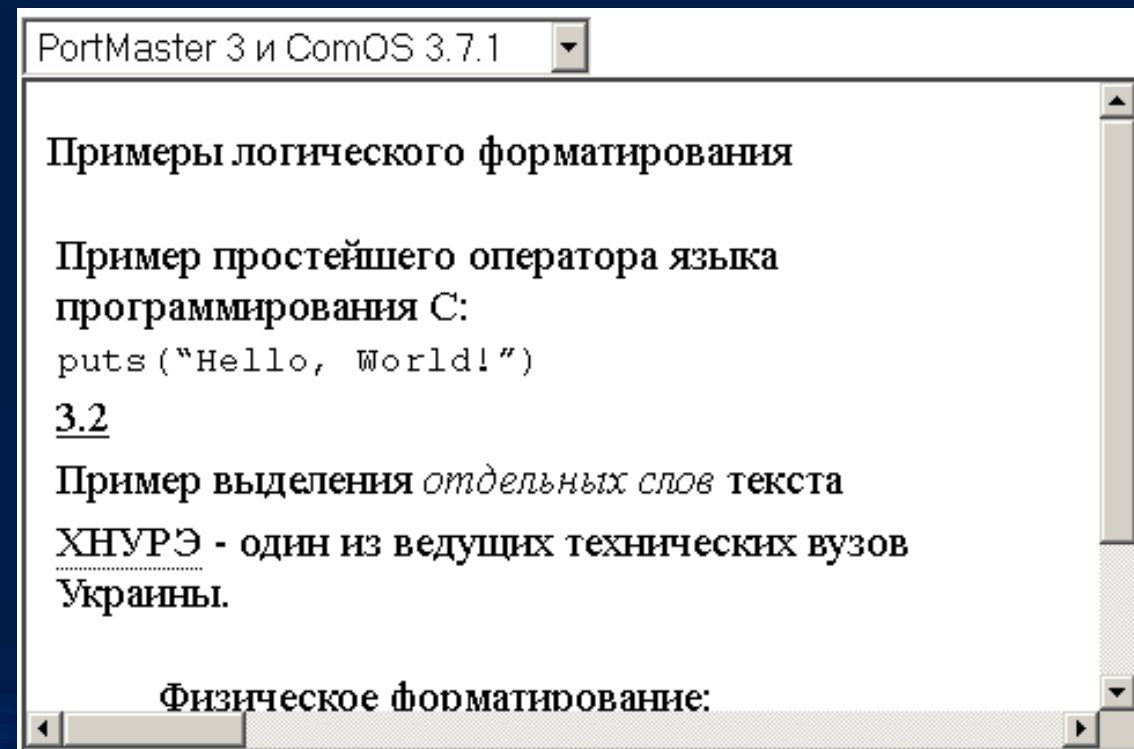 PortMaster 3 и ComOS 3.7.1
Примеры логического форматирования
Пример простейшего оператора языка
программирования C:
puts(“Hello, World!”)
3.2
Пример выделения отдельных слов текста
ХНУРЭ - один из ведущих технических вузов
Украины.
Физическое форматирование: